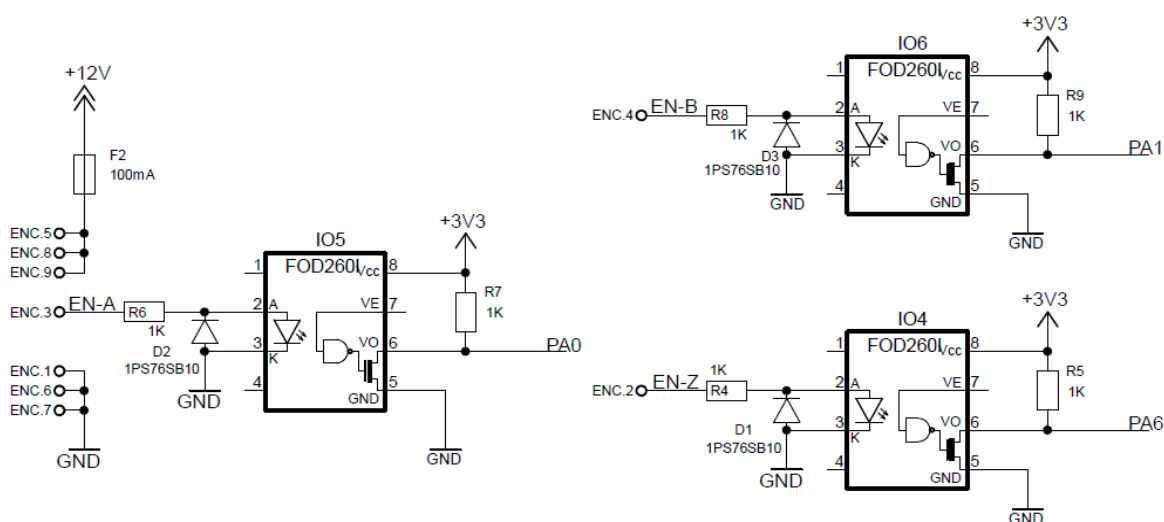 +12V
F2
100mA
ENC.5
ENC.8
ENC.9
ENC.3
EN-A
R6
1K
D2
1PS76SB10
GND
ENC.1
ENC.6
ENC.7
GND
IO5
FOD260L
Vcc
1
2
3
4
8
7
6
5
A
K
VE
VO
GND
+3V3
R7
1K
PA0
GND
IO6
FOD260L
Vcc
1
2
3
4
8
7
6
5
A
K
VE
VO
GND
ENC.4
EN-B
R8
1K
D3
1PS76SB10
GND
+3V3
R9
1K
PA1
GND
IO4
FOD260L
Vcc
1
2
3
4
8
7
6
5
A
K
VE
VO
GND
ENC.2
EN-Z
1K
R4
D1
1PS76SB10
GND
+3V3
R5
1K
PA6
GND